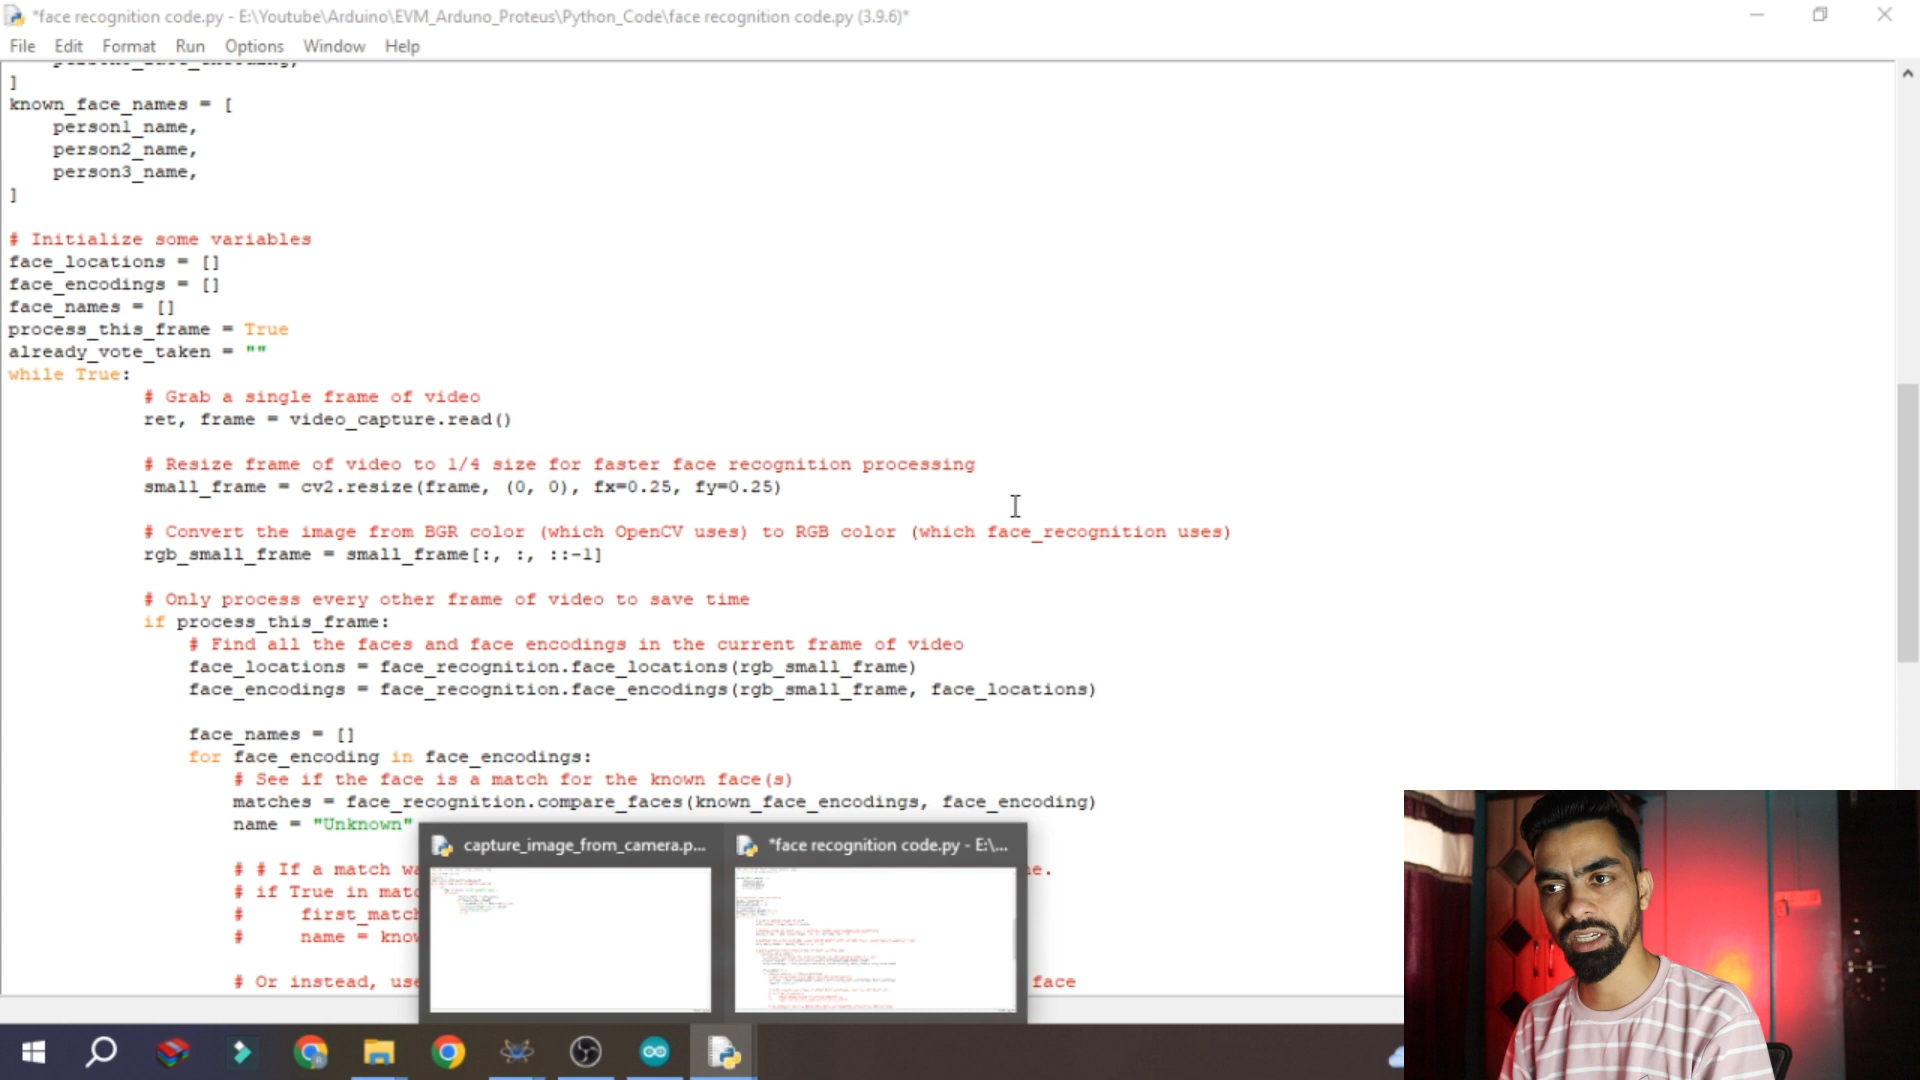 *face recognition code.py - E:\Youtube\Arduino\EVM_Arduno_Proteus\Python_Code\face recognition code.py (3.9.6)*
File Edit Format Run Options Window Help
]
known_face_names = [
person1_name,
person2_name,
person3_name,
]
# Initialize some variables
face_locations = []
face_encodings = []
face_names = []
process_this_frame = True
already_vote_taken = ""
while True:
# Grab a single frame of video
ret, frame = video_capture.read()
# Resize frame of video to 1/4 size for faster face recognition processing
small_frame = cv2.resize(frame, (0, 0), fx=0.25, fy=0.25)
# Convert the image from BGR color (which OpenCV uses) to RGB color (which face_recognition uses)
rgb_small_frame = small_frame[:, :, ::-1]
# Only process every other frame of video to save time
if process_this_frame:
# Find all the faces and face encodings in the current frame of video
face_locations = face_recognition.face_locations(rgb_small_frame)
face_encodings = face_recognition.face_encodings(rgb_small_frame, face_locations)
face_names = []
for face_encoding in face_encodings:
# See if the face is a match for the known face(s)
matches = face_recognition.compare_faces(known_face_encodings, face_encoding)
name = "Unknown"
capture_image_from_camera.p... *face recognition code.py - E:\...
# # If a match wa e.
# if True in matc
# first_match
# name = know
# Or instead, use face